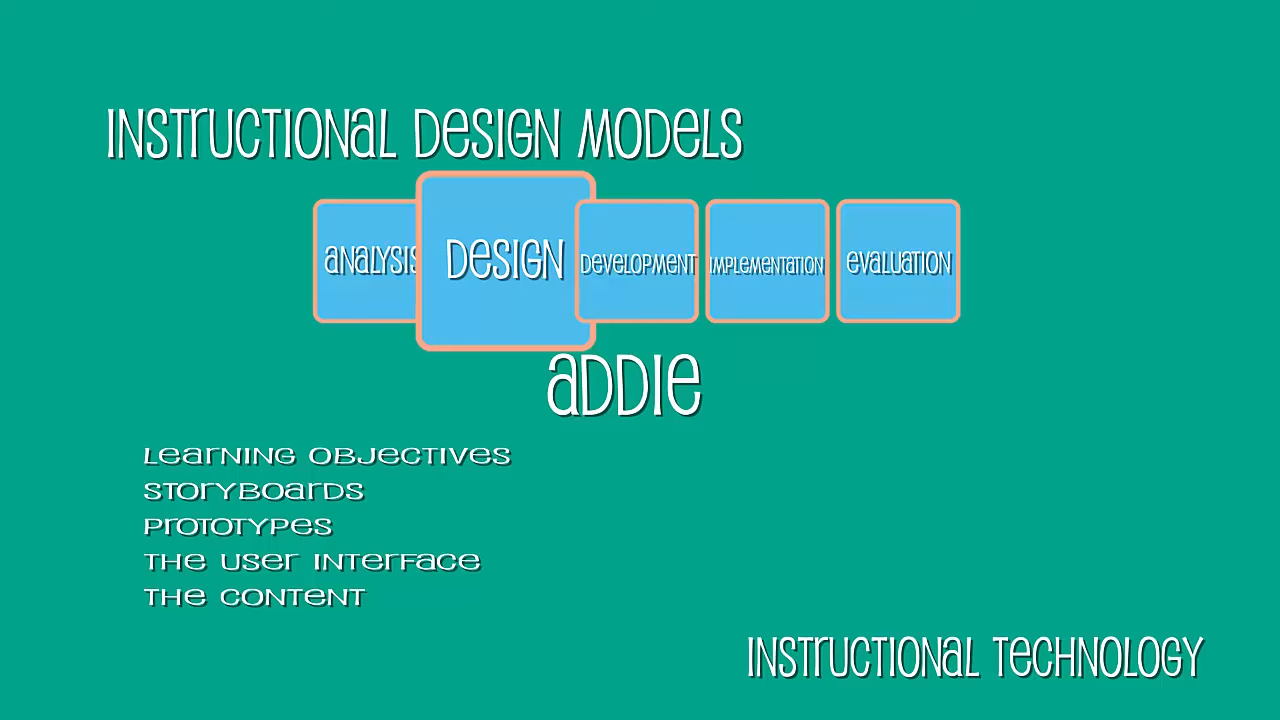 INSTRUCTIONAL DESIGN MODELS
ANALYSIS DESIGN DEVELOPMENT IMPLEMENTATION EVALUATION
ADDIE
LEARNING OBJECTIVES
STORYBOARDS
PROTOTYPES
THE USER INTERFACE
THE CONTENT
INSTRUCTIONAL TECHNOLOGY